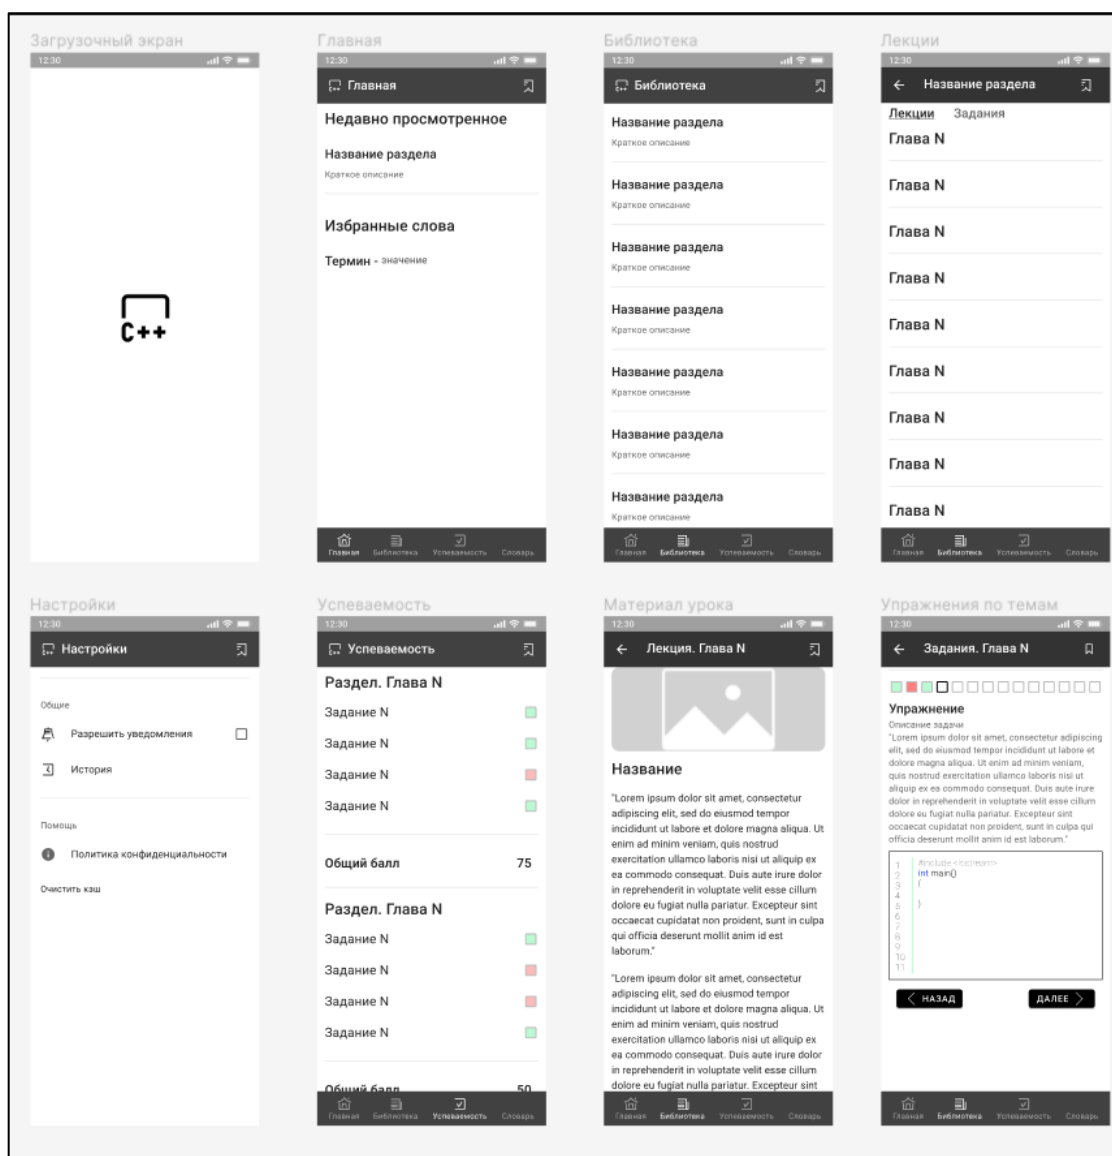 Загрузочный экран
12:30
C++
Главная
12:30
Главная
Недавно просмотренное
Название раздела
Краткое описание
Избранные слова
Термин - значение
Главная Библиотека Успеваемость Словарь
Библиотека
12:30
Библиотека
Название раздела
Краткое описание
Название раздела
Краткое описание
Название раздела
Краткое описание
Название раздела
Краткое описание
Название раздела
Краткое описание
Название раздела
Краткое описание
Название раздела
Краткое описание
Главная Библиотека Успеваемость Словарь
Лекции
12:30
Название раздела
Лекции Задания
Глава N
Глава N
Глава N
Глава N
Глава N
Глава N
Глава N
Глава N
Глава N
Главная Библиотека Успеваемость Словарь
Настройки
12:30
Настройки
Общие
Разрешить уведомления
История
Помощь
Политика конфиденциальности
Очистить кэш
Успеваемость
12:30
Успеваемость
Раздел. Глава N
Задание N
Задание N
Задание N
Задание N
Общий балл 75
Раздел. Глава N
Задание N
Задание N
Задание N
Задание N
Общий балл 50
Главная Библиотека Успеваемость Словарь
Материал урока
12:30
Лекция. Глава N
Название
"Lorem ipsum dolor sit amet, consectetur
adipiscing elit, sed do eiusmod tempor
incididunt ut labore et dolore magna aliqua. Ut
enim ad minim veniam, quis nostrud
exercitation ullamco laboris nisi ut aliquip ex
ea commodo consequat. Duis aute irure dolor
in reprehenderit in voluptate velit esse cillum
dolore eu fugiat nulla pariatur. Excepteur sint
occaecat cupidatat non proident, sunt in culpa
qui officia deserunt mollit anim id est
laborum."
"Lorem ipsum dolor sit amet, consectetur
adipiscing elit, sed do eiusmod tempor
incididunt ut labore et dolore magna aliqua. Ut
enim ad minim veniam, quis nostrud
exercitation ullamco laboris nisi ut aliquip ex
ea commodo consequat. Duis aute irure dolor
in reprehenderit in voluptate velit esse cillum
dolore eu fugiat nulla pariatur. Excepteur sint
Главная Библиотека Успеваемость Словарь
Упражнения по темам
12:30
Задания. Глава N
Упражнение
Описание задачи
"Lorem ipsum dolor sit amet, consectetur adipiscing
elit, sed do eiusmod tempor incididunt ut labore et
dolore magna aliqua. Ut enim ad minim veniam,
quis nostrud exercitation ullamco laboris nisi ut
aliquip ex ea commodo consequat. Duis aute irure
dolor in reprehenderit in voluptate velit esse cillum
dolore eu fugiat nulla pariatur. Excepteur sint
occaecat cupidatat non proident, sunt in culpa qui
officia deserunt mollit anim id est laborum."
1 #include <iostream>
2 int main()
3 {
4
5 }
6
7
8
9
10
11
НАЗАД ДАЛЕЕ
Главная Библиотека Успеваемость Словарь